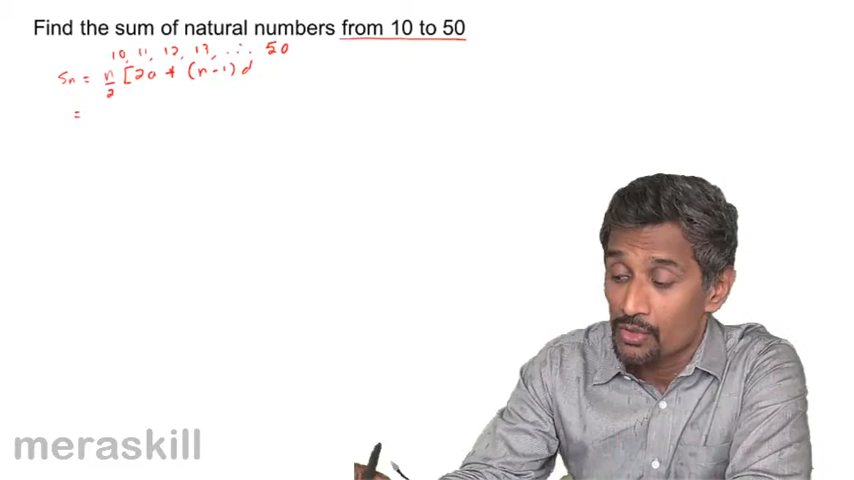 Find the sum of natural numbers from 10 to 50
10, 11, 12, 13, ... 50
Sn = n/2 [2a + (n-1) d
=
meraskill